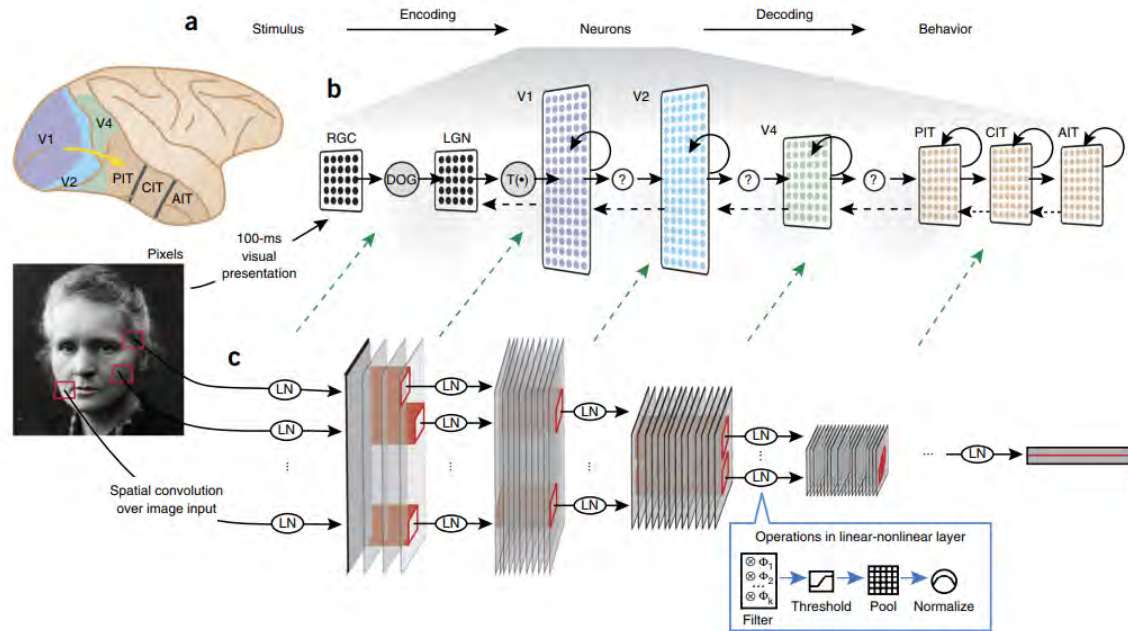 a
Stimulus
Encoding
Neurons
Decoding
Behavior
V1
V2
V4
PIT
CIT
AIT
b
RGC
DOG
LGN
T(•)
V1
?
V2
?
V4
?
PIT
CIT
AIT
100-ms
visual
presentation
Pixels
c
LN
LN
...
LN
Spatial convolution
over image input
LN
LN
...
LN
LN
...
LN
LN
...
LN
...
LN
Operations in linear-nonlinear layer
⊗ Φ1
⊗ Φ2
...
⊗ Φk
Filter
Threshold
Pool
Normalize